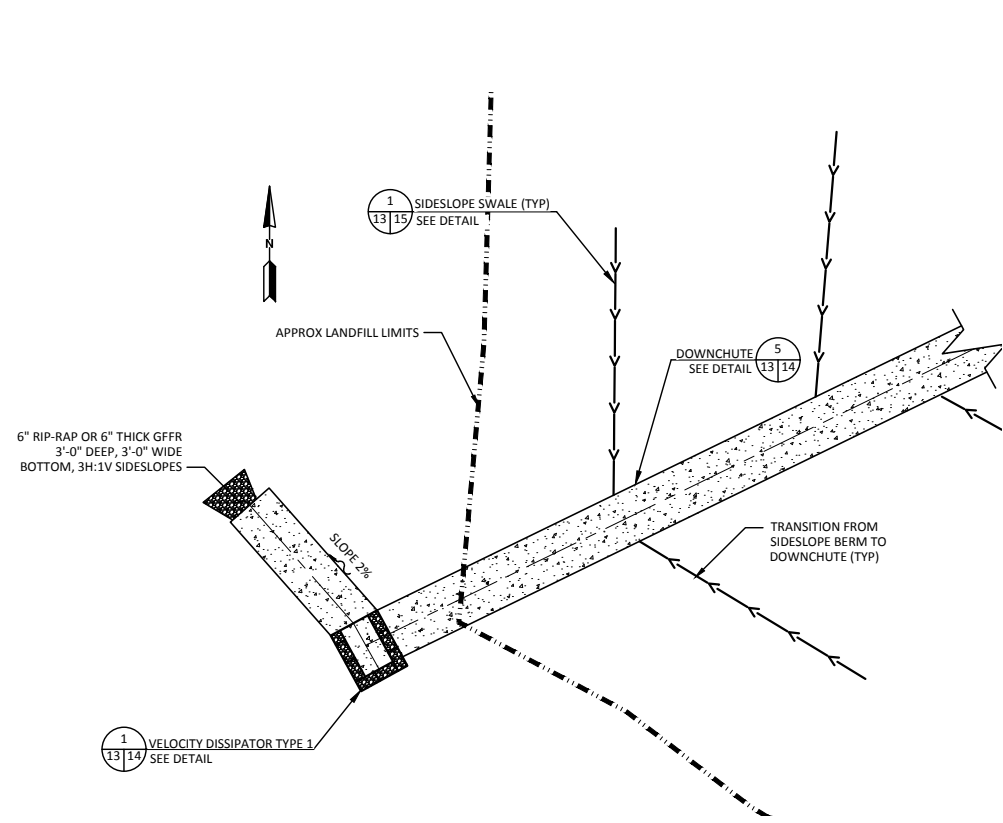 1
13 15
SIDESLOPE SWALE (TYP)
SEE DETAIL
N
APPROX LANDFILL LIMITS
DOWNCHUTE
SEE DETAIL
5
13 14
6" RIP-RAP OR 6" THICK GFFR
3'-0" DEEP, 3'-0" WIDE
BOTTOM, 3H:1V SIDESLOPES
SLOPE 2%
TRANSITION FROM
SIDESLOPE BERM TO
DOWNCHUTE (TYP)
1
13 14
VELOCITY DISSIPATOR TYPE 1
SEE DETAIL